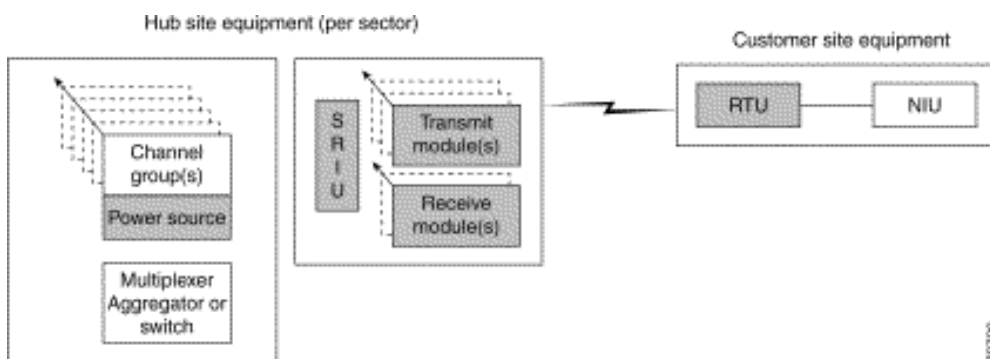 Hub site equipment (per sector)
Customer site equipment
Channel
group(s)
Power source
Multiplexer
Aggregator or
switch
S
R
I
U
Transmit
module(s)
Receive
module(s)
RTU
NIU